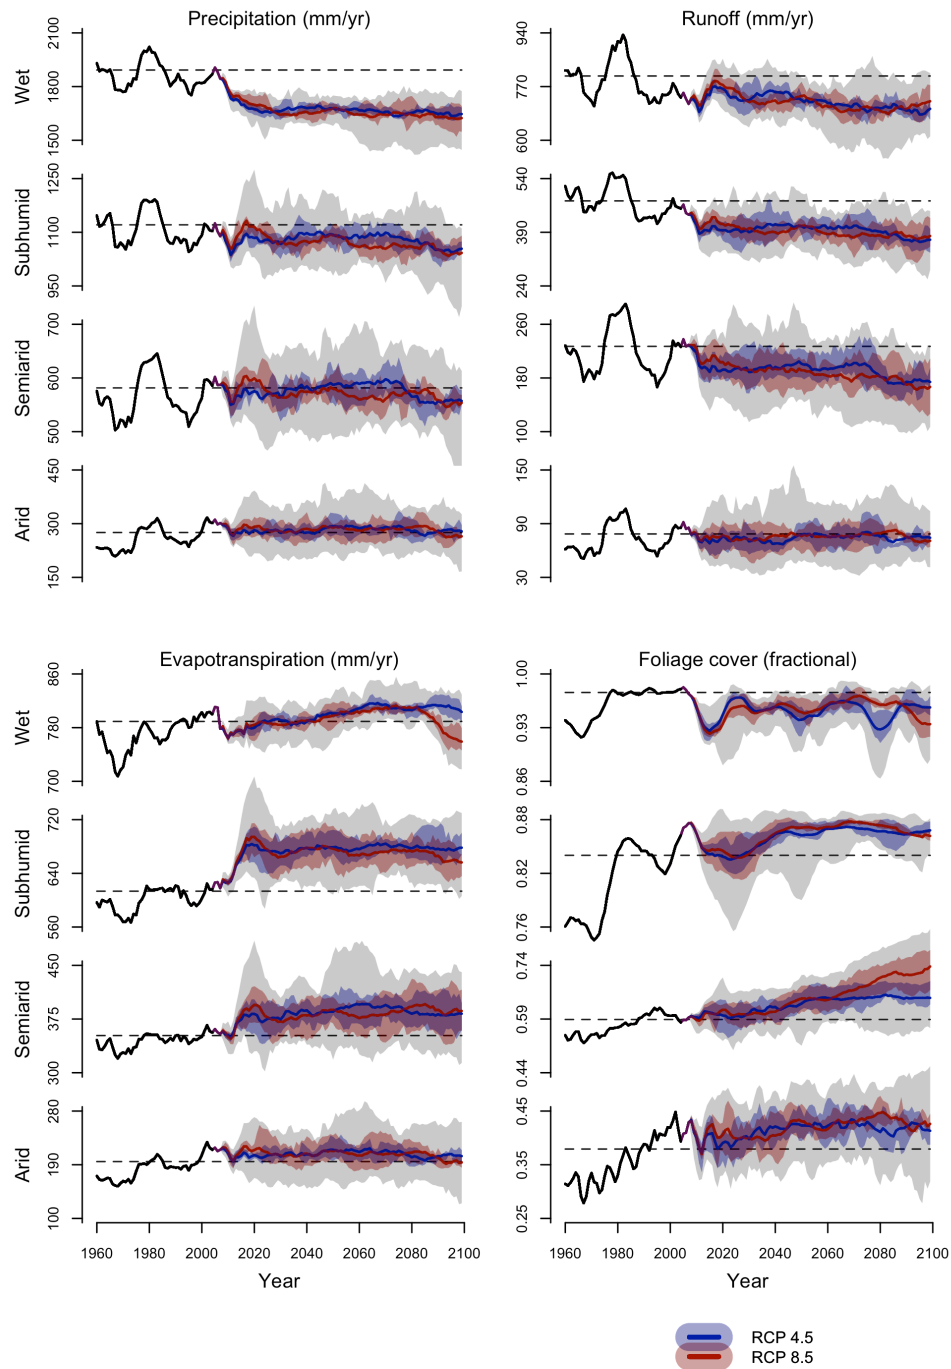 Precipitation (mm/yr)
Runoff (mm/yr)
Wet
2100
1800
1500
940
770
600
Subhumid
1250
1100
950
540
390
240
Semiarid
700
600
500
260
180
100
Arid
450
300
150
150
90
30
Evapotranspiration (mm/yr)
Foliage cover (fractional)
Wet
860
780
700
1.00
0.93
0.86
Subhumid
720
640
560
0.88
0.82
0.76
Semiarid
450
375
300
0.74
0.59
0.44
Arid
280
190
100
0.45
0.35
0.25
1960 1980 2000 2020 2040 2060 2080 2100
1960 1980 2000 2020 2040 2060 2080 2100
Year
Year
RCP 4.5
RCP 8.5